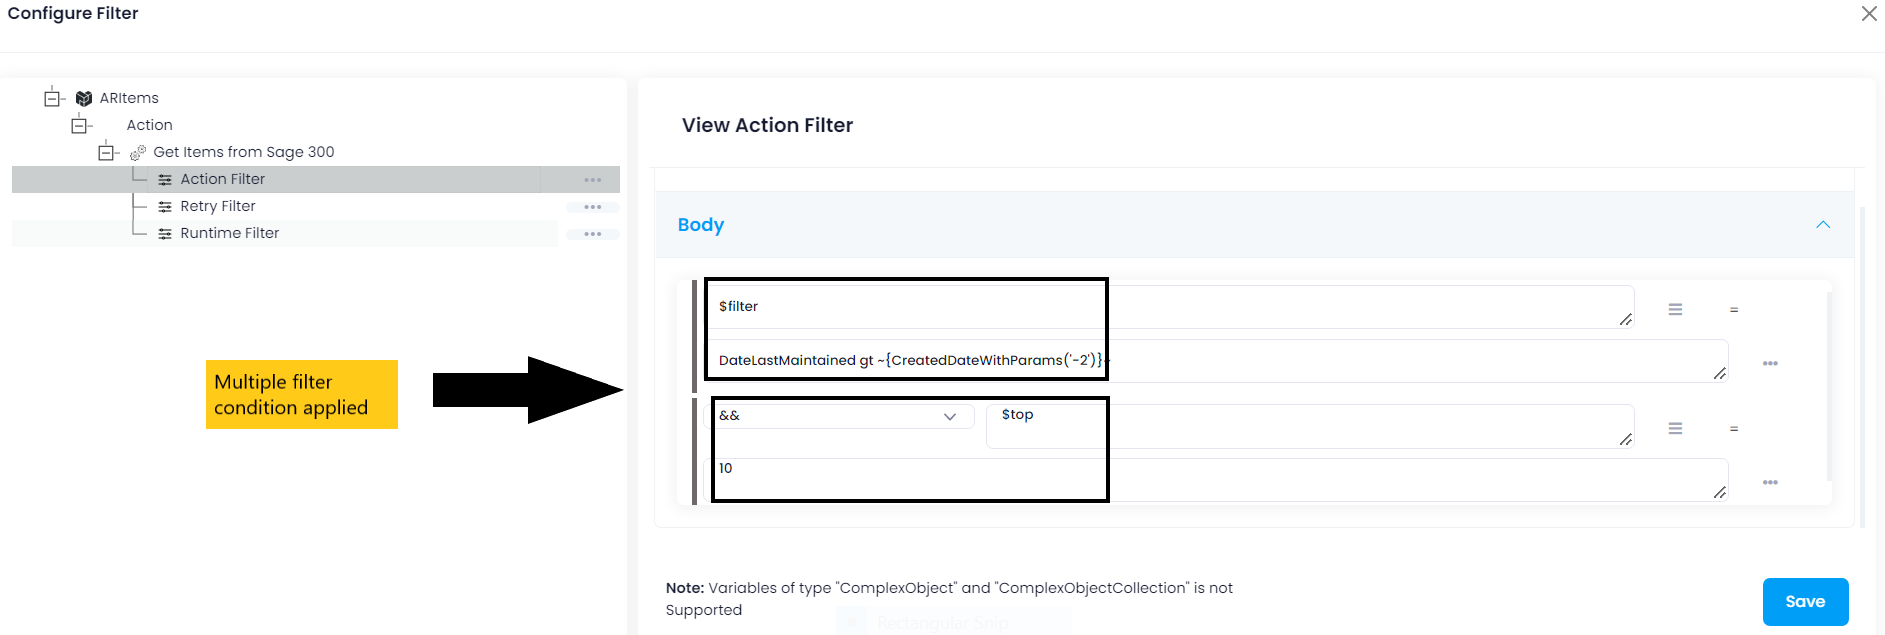 Configure Filter
ARItems
Action
Get Items from Sage 300
Action Filter
Retry Filter
Runtime Filter
Multiple filter
condition applied
View Action Filter
Body
$filter
=
DateLastMaintained gt ~{CreatedDateWithParams('-2')}~
&&
$top
=
10
Note: Variables of type "ComplexObject" and "ComplexObjectCollection" is not
Supported
Rectangular Snip
Save